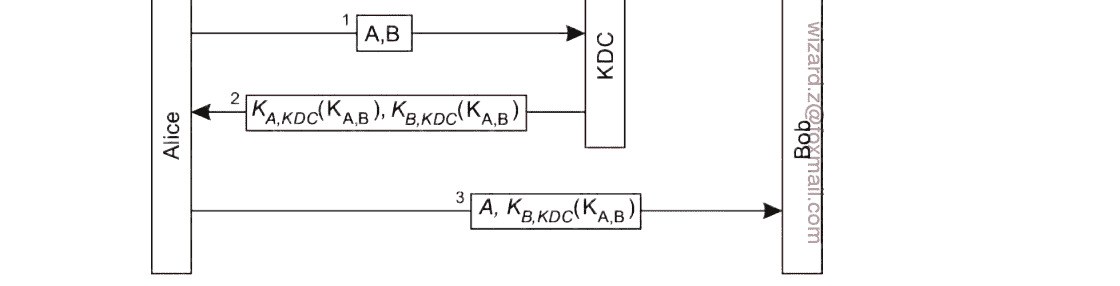 1
A,B
KDC
2
K_A,KDC(K_A,B), K_B,KDC(K_A,B)
Alice
3
A, K_B,KDC(K_A,B)
Bob
wizard.z@foxmail.com